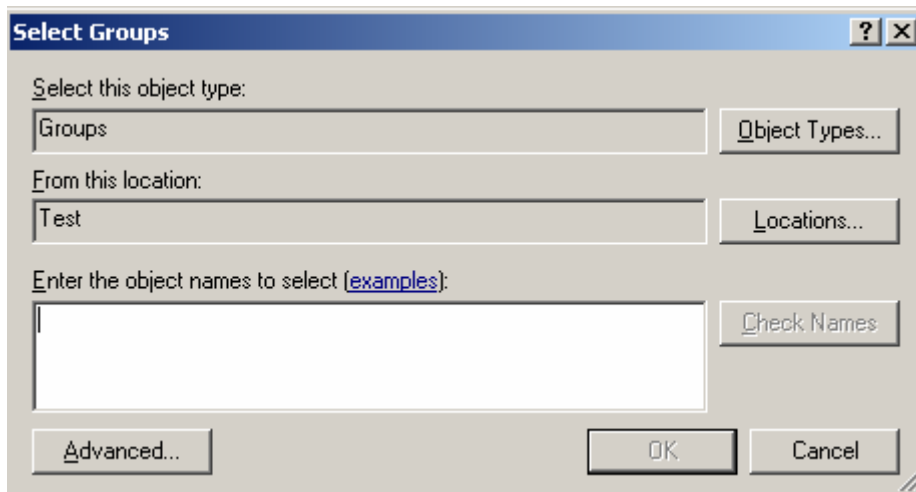 Select Groups
Select this object type:
Groups
Object Types...
From this location:
Test
Locations...
Enter the object names to select (examples):
Check Names
Advanced...
OK
Cancel